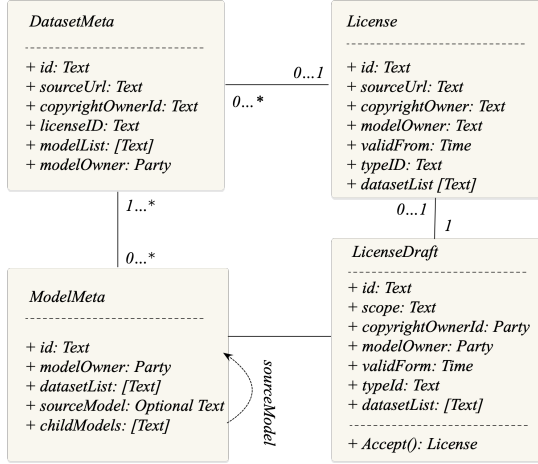 DatasetMeta
+ id: Text
+ sourceUrl: Text
+ copyrightOwnerId: Text
+ licenseID: Text
+ modelList: [Text]
+ modelOwner: Party
0...1
0...*
License
+ id: Text
+ sourceUrl: Text
+ copyrightOwner: Text
+ modelOwner: Text
+ validFrom: Time
+ typeID: Text
+ datasetList [Text]
1...*
0...*
0...1
1
ModelMeta
+ id: Text
+ modelOwner: Party
+ datasetList: [Text]
+ sourceModel: Optional Text
+ childModels: [Text]
sourceModel
LicenseDraft
+ id: Text
+ scope: Text
+ copyrightOwnerId: Party
+ modelOwner: Party
+ validForm: Time
+ typeId: Text
+ datasetList: [Text]
+ Accept(): License